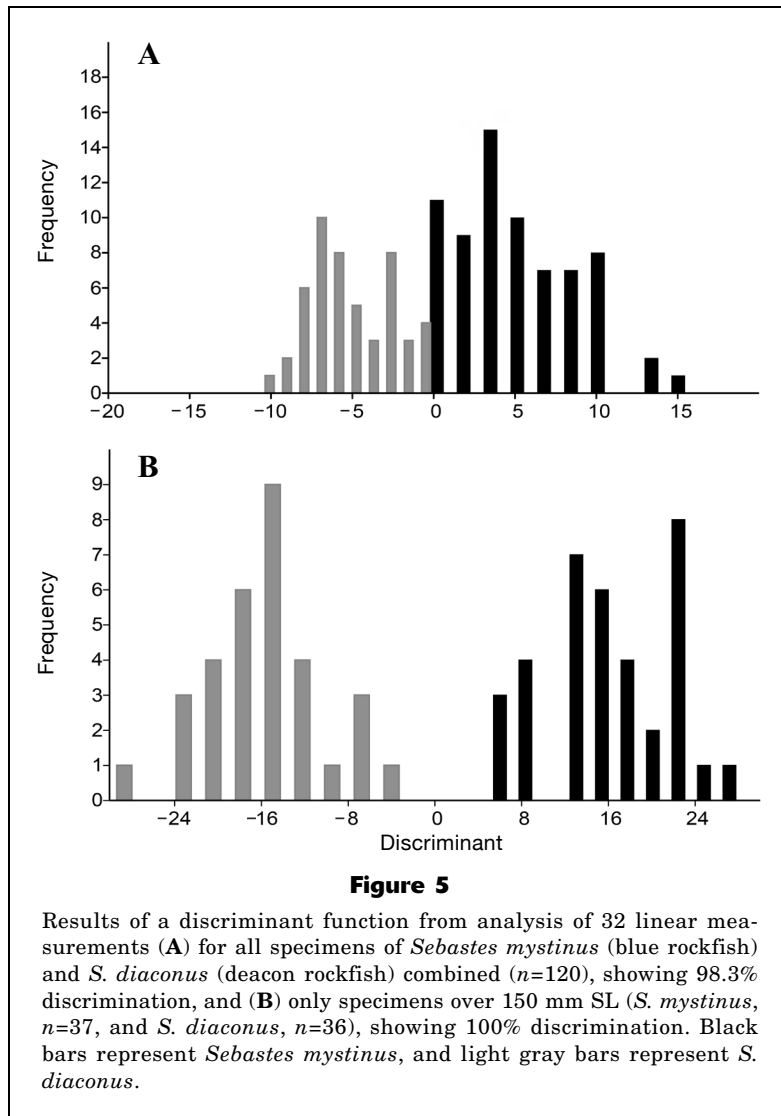 A
18
16
14
12
10
8
6
4
2
0
Frequency
−20 −15 −10 −5 0 5 10 15
B
9
8
7
6
5
4
3
2
1
0
Frequency
−24 −16 −8 0 8 16 24
Discriminant
Figure 5
Results of a discriminant function from analysis of 32 linear mea-
surements (A) for all specimens of Sebastes mystinus (blue rockfish)
and S. diaconus (deacon rockfish) combined (n=120), showing 98.3%
discrimination, and (B) only specimens over 150 mm SL (S. mystinus,
n=37, and S. diaconus, n=36), showing 100% discrimination. Black
bars represent Sebastes mystinus, and light gray bars represent S.
diaconus.